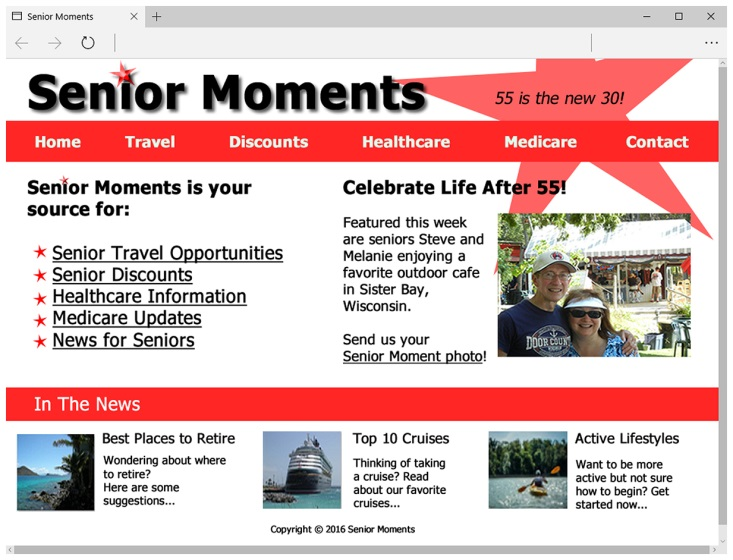 Senior Moments
Senior Moments
55 is the new 30!
Home Travel Discounts Healthcare Medicare Contact
Senior Moments is your
source for:
Senior Travel Opportunities
Senior Discounts
Healthcare Information
Medicare Updates
News for Seniors
Celebrate Life After 55!
Featured this week
are seniors Steve and
Melanie enjoying a
favorite outdoor cafe
in Sister Bay,
Wisconsin.
Send us your
Senior Moment photo!
DOOR COUNTY
In The News
Best Places to Retire
Wondering about where
to retire?
Here are some
suggestions...
Top 10 Cruises
Thinking of taking
a cruise? Read
about our favorite
cruises...
Active Lifestyles
Want to be more
active but not sure
how to begin? Get
started now...
Copyright © 2016 Senior Moments